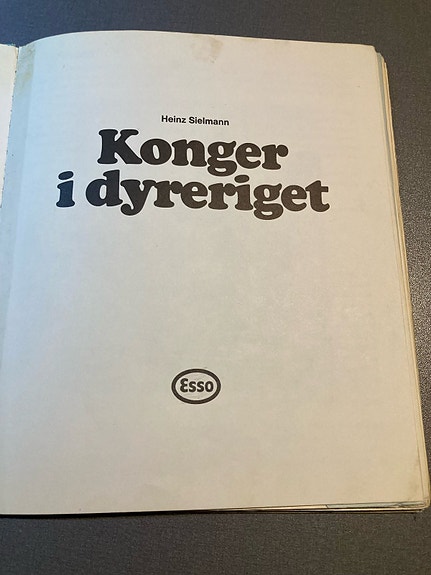 Heinz Sielmann
Konger
i dyreriget
Esso